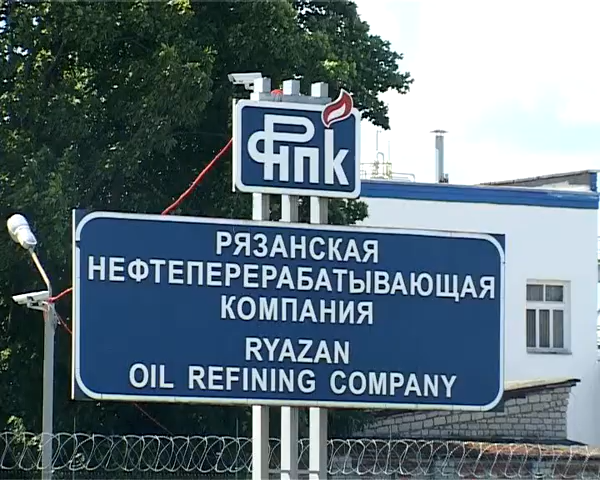 РНПК
РЯЗАНСКАЯ
НЕФТЕПЕРЕРАБАТЫВАЮЩАЯ
КОМПАНИЯ
RYAZAN
OIL REFINING COMPANY